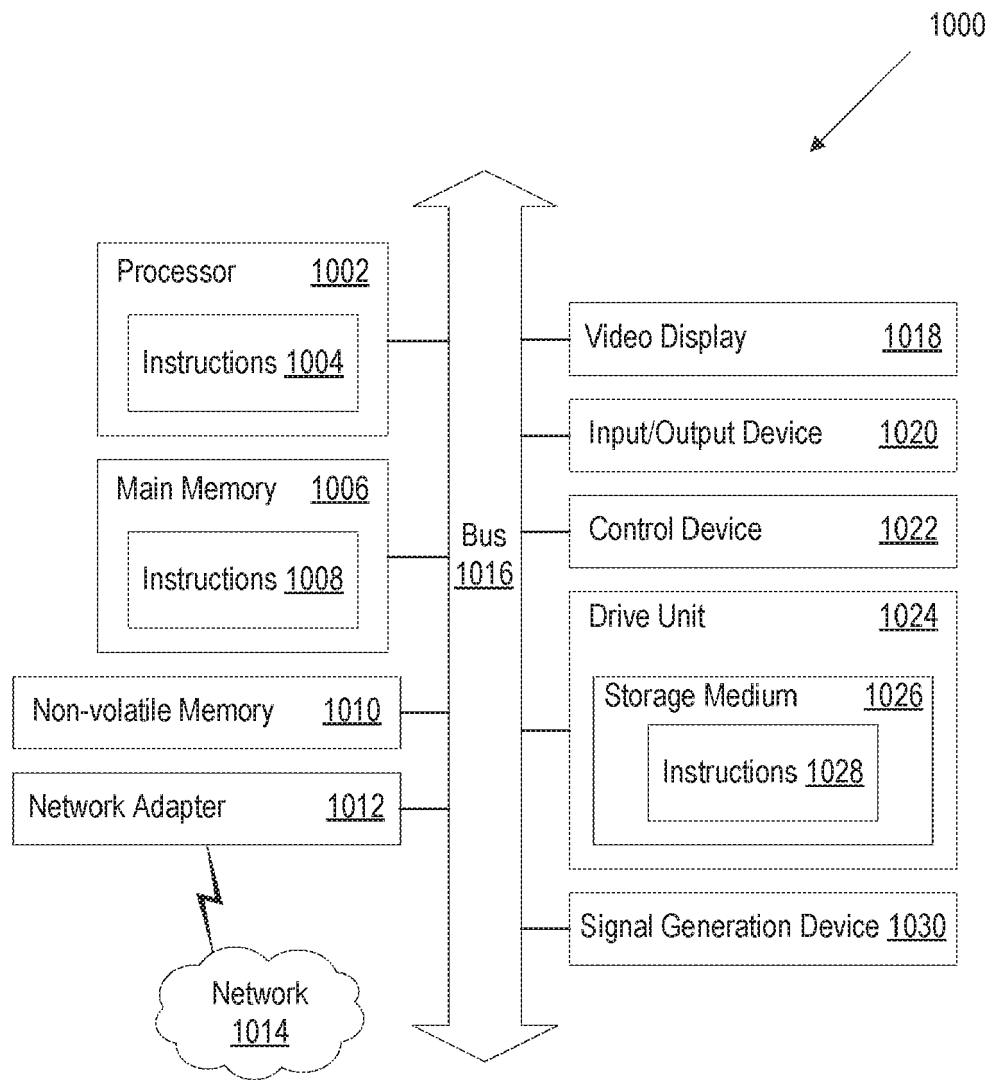 1000
Processor 1002
Instructions 1004
Main Memory 1006
Instructions 1008
Non-volatile Memory 1010
Network Adapter 1012
Network
1014
Bus
1016
Video Display 1018
Input/Output Device 1020
Control Device 1022
Drive Unit 1024
Storage Medium 1026
Instructions 1028
Signal Generation Device 1030